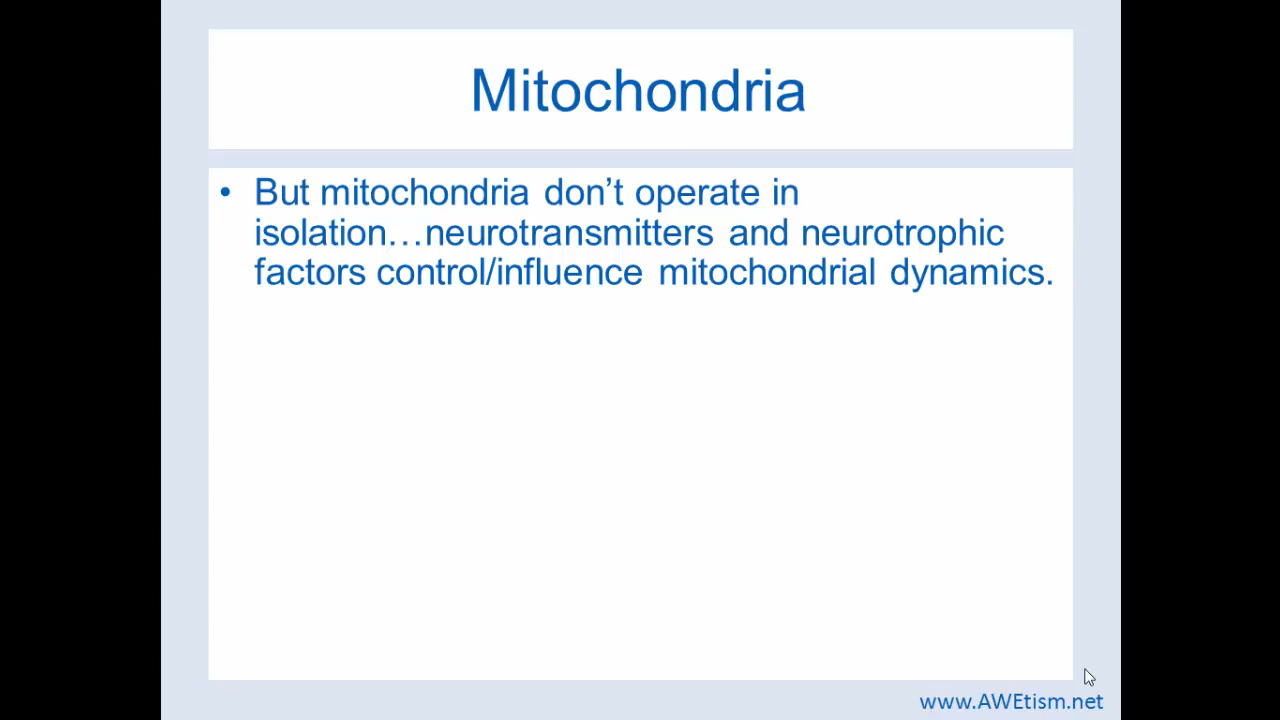 Mitochondria
• But mitochondria don’t operate in
isolation…neurotransmitters and neurotrophic
factors control/influence mitochondrial dynamics.
www.AWEtism.net